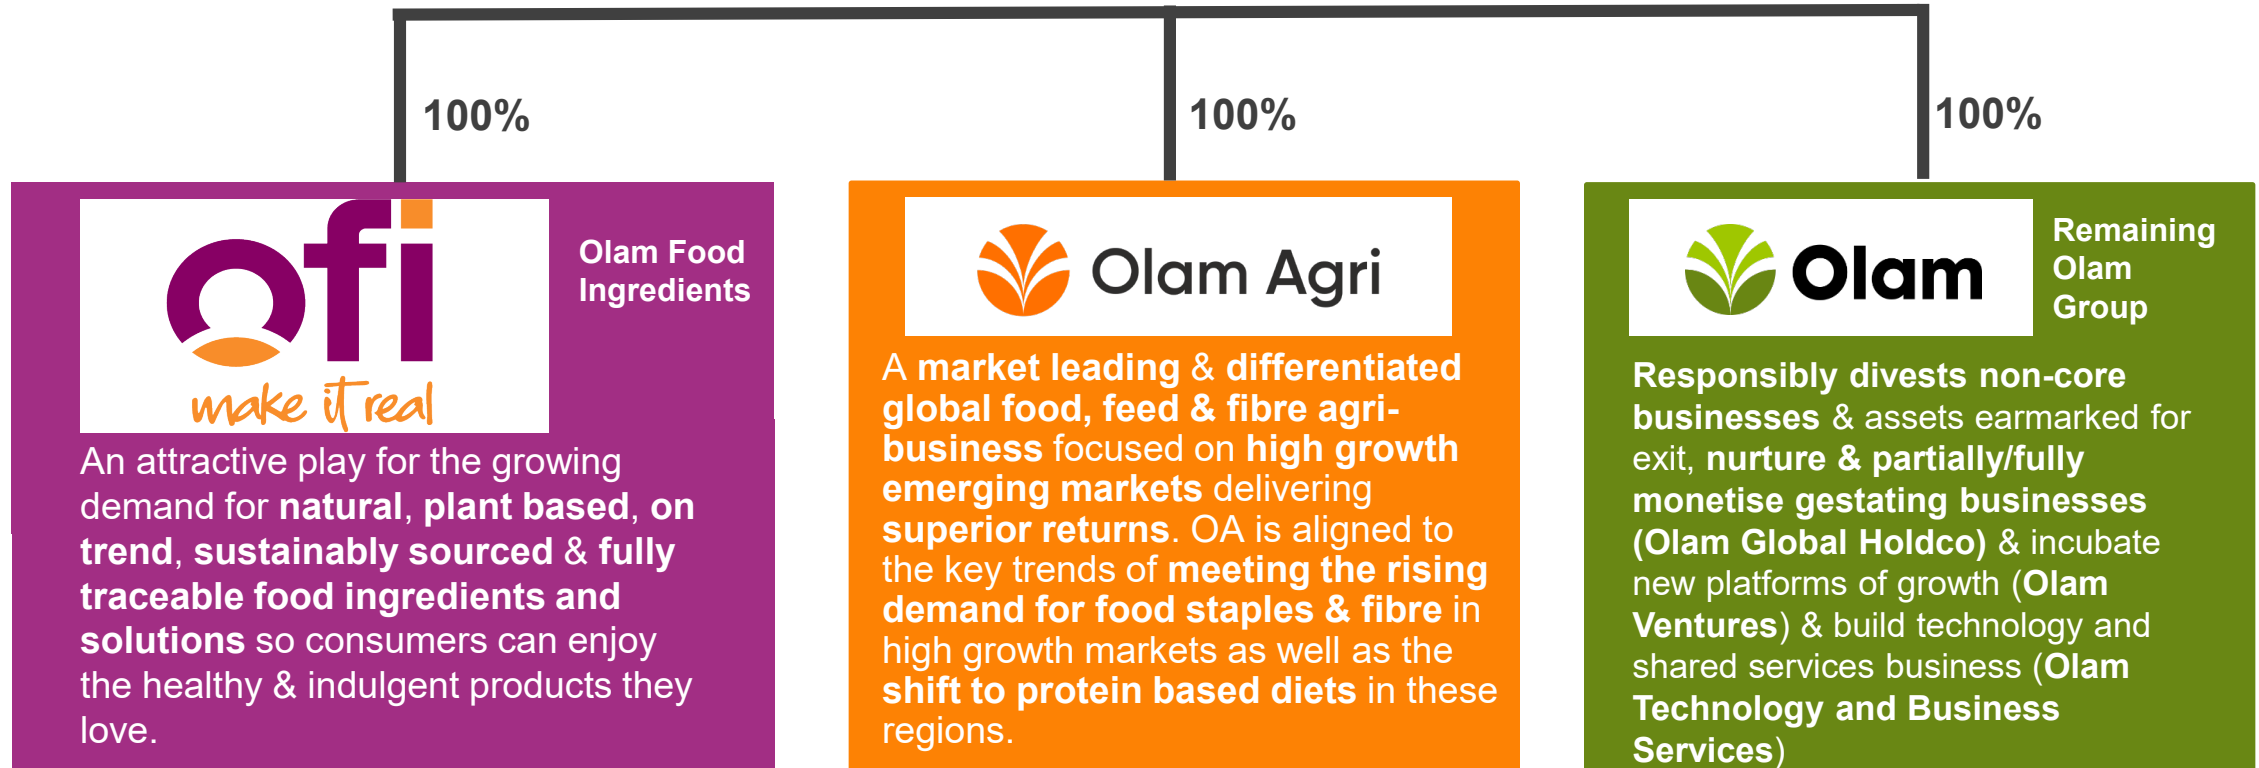 100%
100%
100%
ofi
make it real
Olam Food
Ingredients
An attractive play for the growing
demand for natural, plant based, on
trend, sustainably sourced & fully
traceable food ingredients and
solutions so consumers can enjoy
the healthy & indulgent products they
love.
Olam Agri
A market leading & differentiated
global food, feed & fibre agri-
business focused on high growth
emerging markets delivering
superior returns. OA is aligned to
the key trends of meeting the rising
demand for food staples & fibre in
high growth markets as well as the
shift to protein based diets in these
regions.
Olam
Remaining
Olam
Group
Responsibly divests non-core
businesses & assets earmarked for
exit, nurture & partially/fully
monetise gestating businesses
(Olam Global Holdco) & incubate
new platforms of growth (Olam
Ventures) & build technology and
shared services business (Olam
Technology and Business
Services)